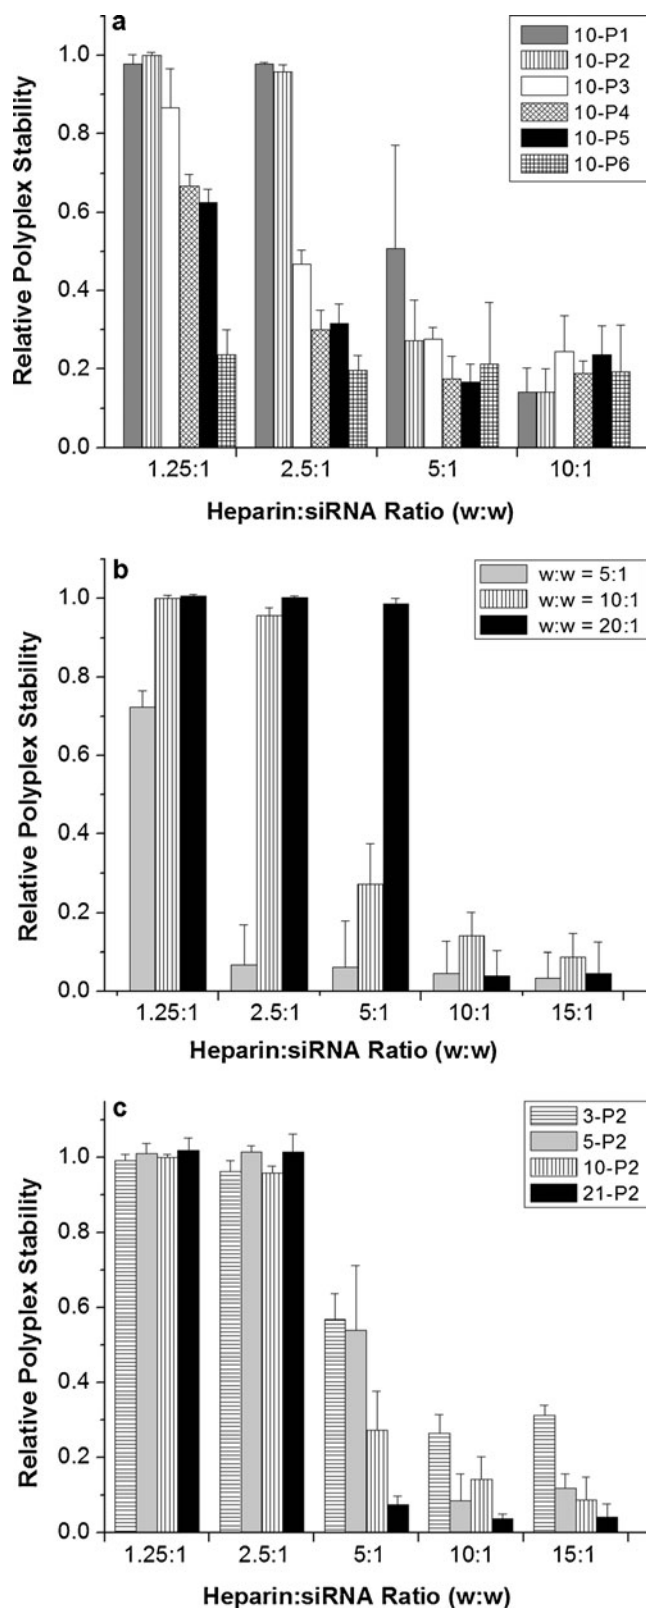 a
10-P1
10-P2
10-P3
10-P4
10-P5
10-P6
Relative Polyplex Stability
1.0
0.8
0.6
0.4
0.2
0.0
1.25:1 2.5:1 5:1 10:1
Heparin:siRNA Ratio (w:w)
b
w:w = 5:1
w:w = 10:1
w:w = 20:1
Relative Polyplex Stability
1.0
0.8
0.6
0.4
0.2
0.0
1.25:1 2.5:1 5:1 10:1 15:1
Heparin:siRNA Ratio (w:w)
c
3-P2
5-P2
10-P2
21-P2
Relative Polyplex Stability
1.0
0.8
0.6
0.4
0.2
0.0
1.25:1 2.5:1 5:1 10:1 15:1
Heparin:siRNA Ratio (w:w)